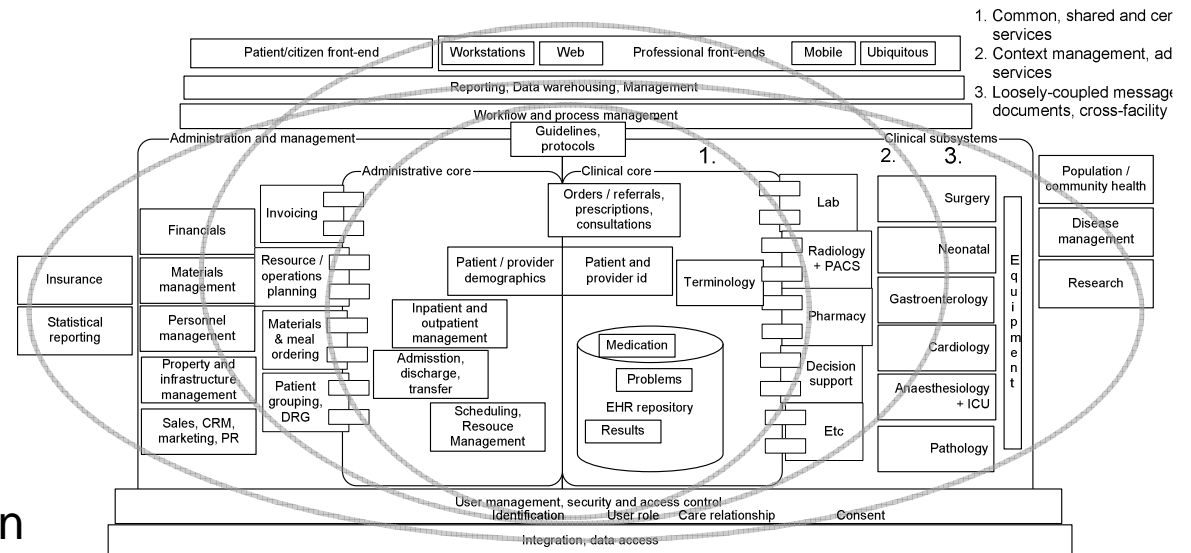 1. Common, shared and cer
services
2. Context management, ad
services
3. Loosely-coupled message
documents, cross-facility
Patient/citizen front-end
Workstations
Web
Professional front-ends
Mobile
Ubiquitous
Reporting, Data warehousing, Management
Workflow and process management
Administration and management
Guidelines,
protocols
Clinical subsystems
1.
2.
3.
Administrative core
Clinical core
Insurance
Statistical
reporting
Financials
Materials
management
Personnel
management
Property and
infrastructure
management
Sales, CRM,
marketing, PR
Invoicing
Resource /
operations
planning
Materials
& meal
ordering
Patient
grouping,
DRG
Orders / referrals,
prescriptions,
consultations
Patient / provider
demographics
Patient and
provider id
Terminology
Inpatient and
outpatient
management
Admisstion,
discharge,
transfer
Scheduling,
Resouce
Management
Medication
Problems
EHR repository
Results
Lab
Radiology
+ PACS
Pharmacy
Decision
support
Etc
Surgery
Neonatal
Gastroenterology
Cardiology
Anaesthesiology
+ ICU
Pathology
Equipment
Population /
community health
Disease
management
Research
User management, security and access control
Identification
User role
Care relationship
Consent
Integration, data access
n